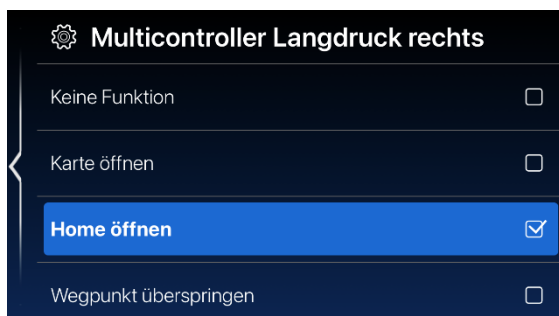 Multicontroller Langdruck rechts
Keine Funktion
Karte öffnen
Home öffnen
Wegpunkt überspringen